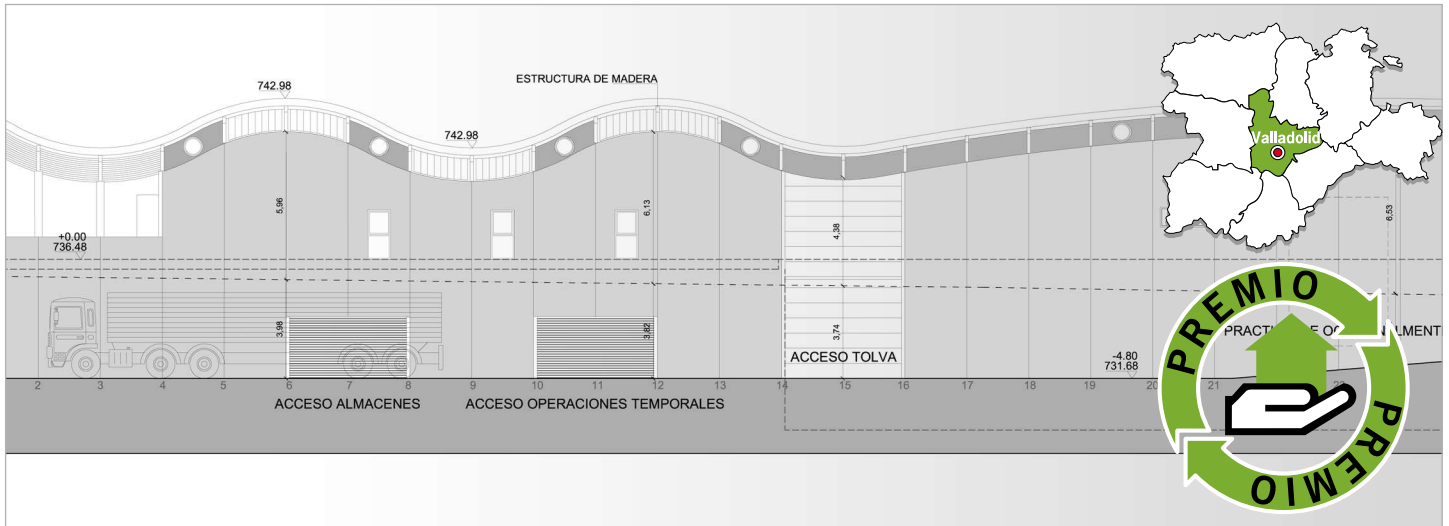 ESTRUCTURA DE MADERA
742.98
742.98
Valladolid
5,96
6,13
4,38
6,53
+0.00
736.48
3,98
3,82
3,74
ACCESO TOLVA
-4.80
731.68
2 3 4 5 6 7 8 9 10 11 12 13 14 15 16 17 18 19 20 21
ACCESO ALMACENES
ACCESO OPERACIONES TEMPORALES
PREMIO
PREMIO